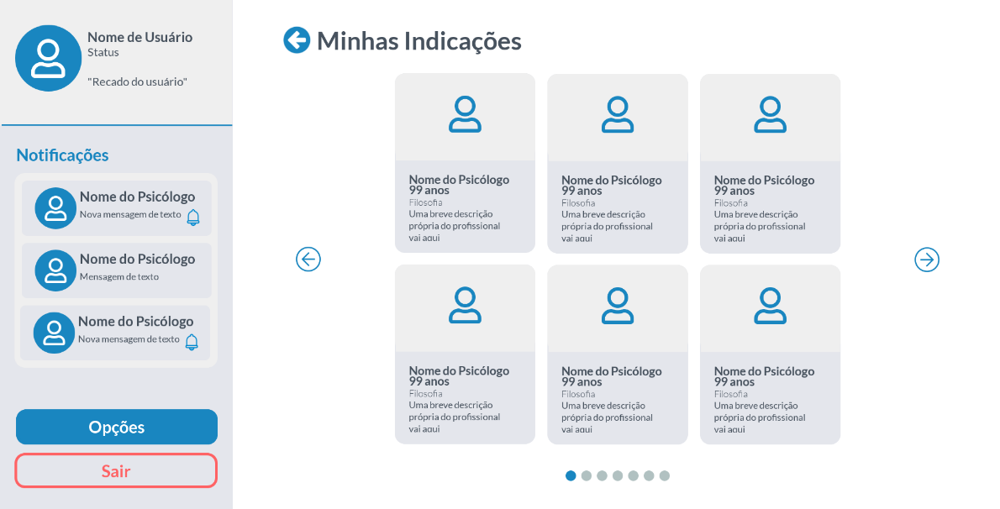 Nome de Usuário
Status
"Recado do usuário"
Notificações
Nome do Psicólogo
Nova mensagem de texto
Nome do Psicólogo
Mensagem de texto
Nome do Psicólogo
Nova mensagem de texto
Opções
Sair
Minhas Indicações
Nome do Psicólogo
99 anos
Filosofia
Uma breve descrição
própria do profissional
vai aqui
Nome do Psicólogo
99 anos
Filosofia
Uma breve descrição
própria do profissional
vai aqui
Nome do Psicólogo
99 anos
Filosofia
Uma breve descrição
própria do profissional
vai aqui
Nome do Psicólogo
99 anos
Filosofia
Uma breve descrição
própria do profissional
vai aqui
Nome do Psicólogo
99 anos
Filosofia
Uma breve descrição
própria do profissional
vai aqui
Nome do Psicólogo
99 anos
Filosofia
Uma breve descrição
própria do profissional
vai aqui